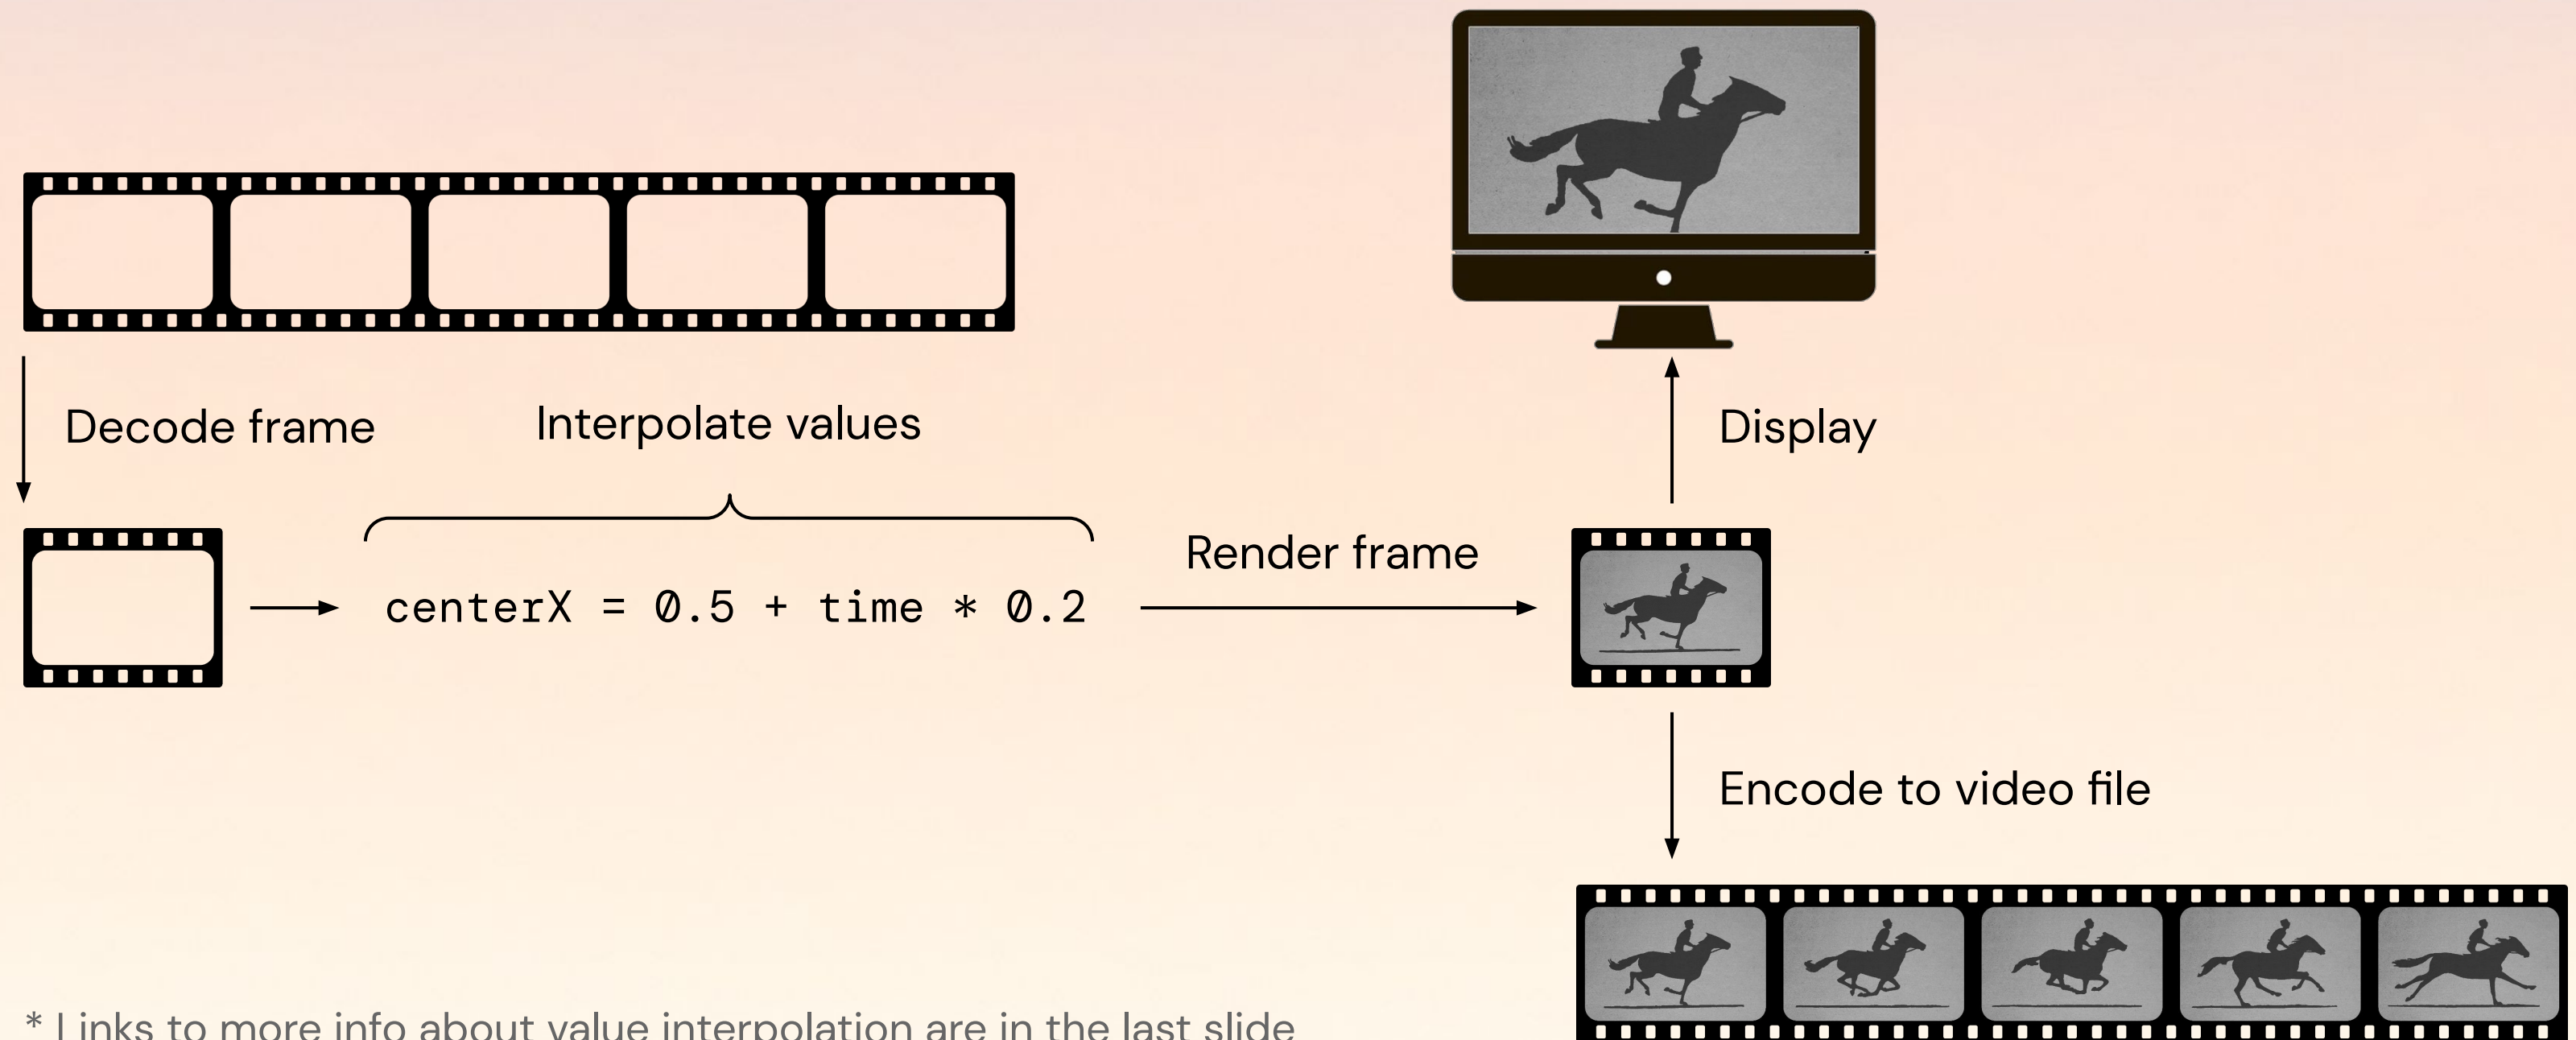 Decode frame
Interpolate values
Display
Render frame
centerX = 0.5 + time * 0.2
Encode to video file
* Links to more info about value interpolation are in the last slide